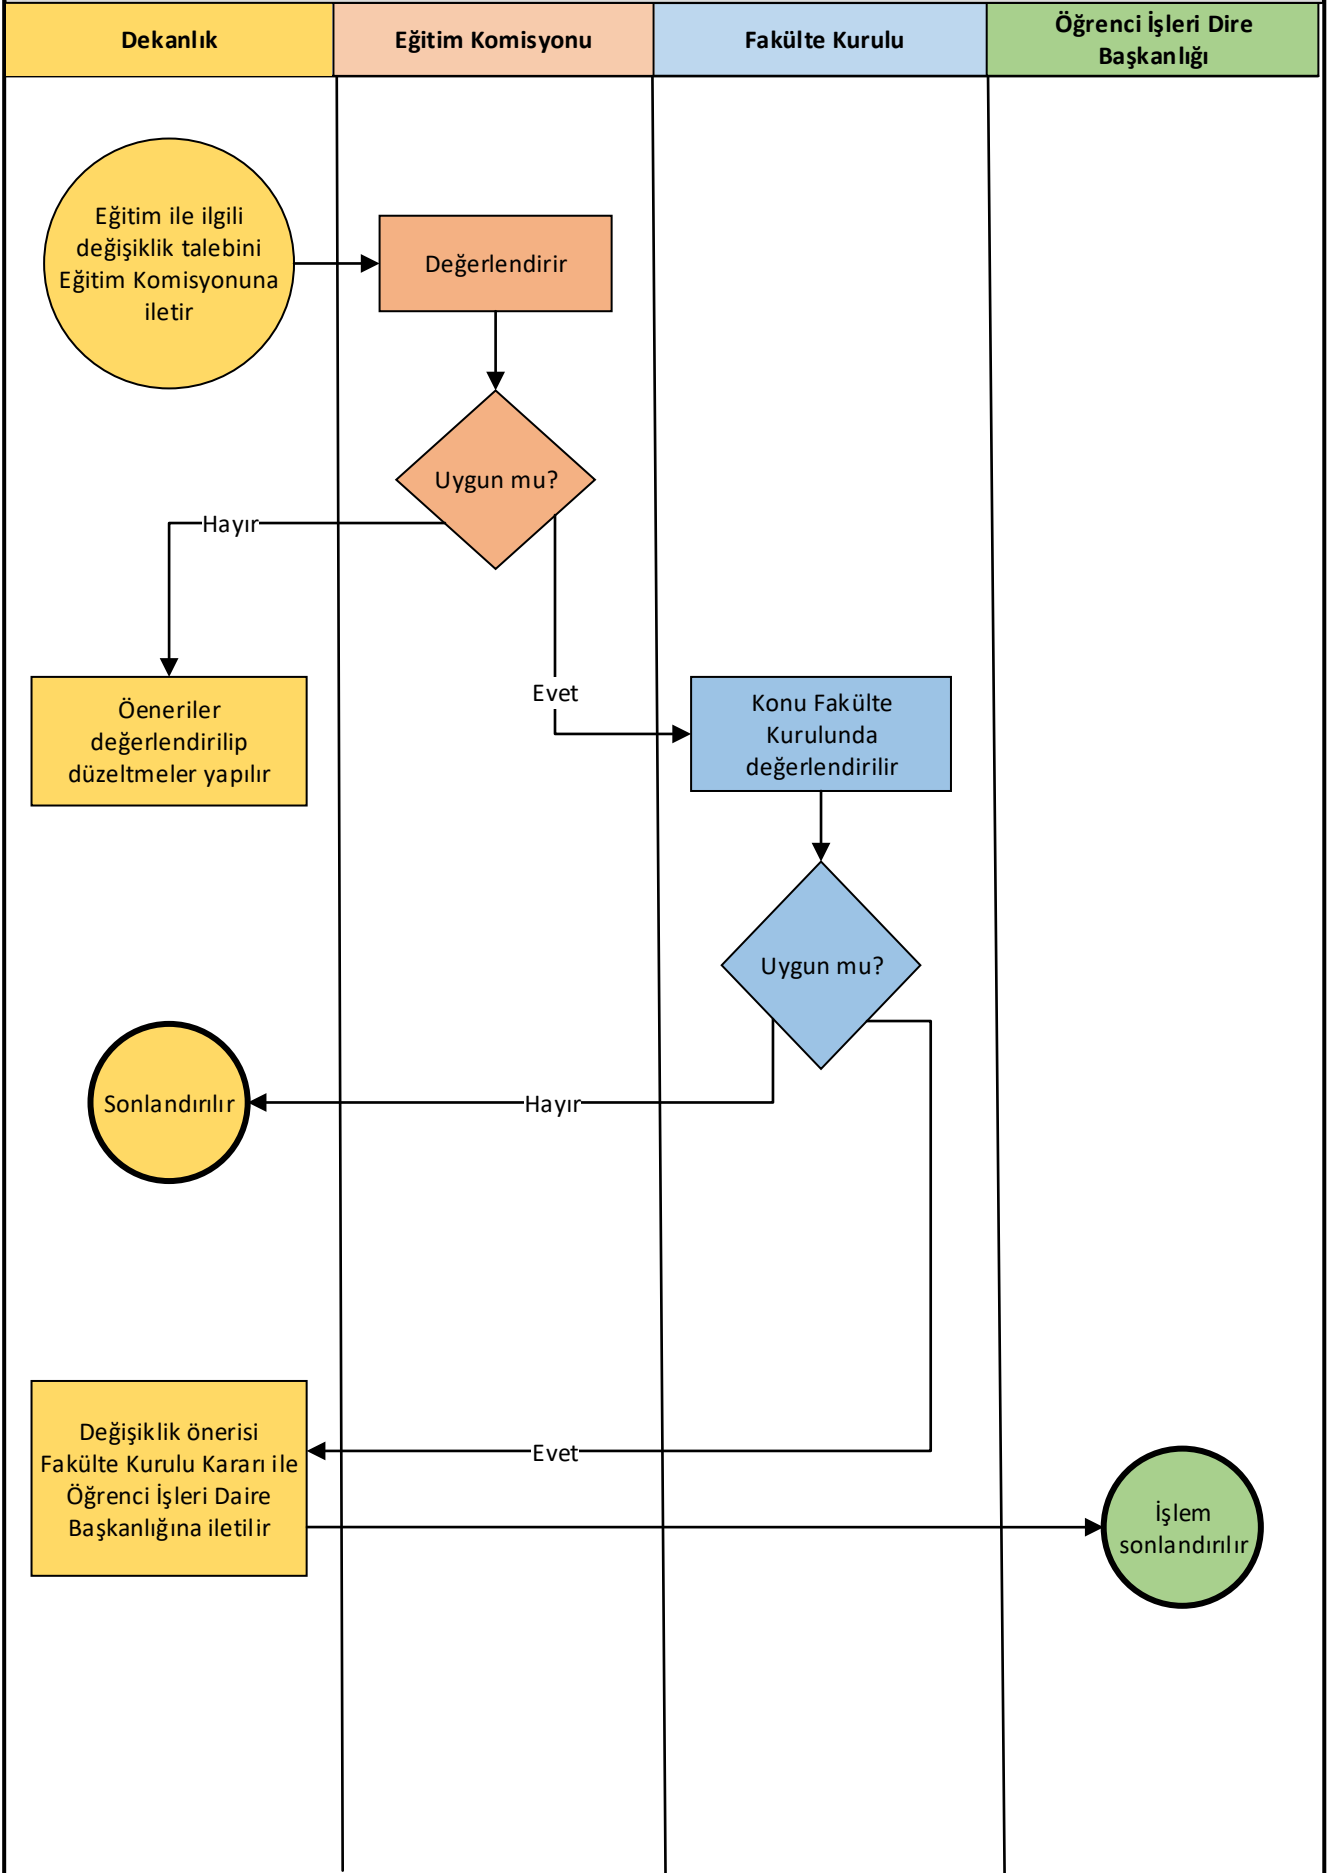 Dekanlık
Eğitim Komisyonu
Fakülte Kurulu
Öğrenci İşleri Dire
Başkanlığı
Eğitim ile ilgili
değişiklik talebini
Eğitim Komisyonuna
iletir
Değerlendirir
Uygun mu?
Hayır
Evet
Öeneriler
değerlendirilip
düzeltmeler yapılır
Konu Fakülte
Kurulunda
değerlendirilir
Uygun mu?
Sonlandırılır
Hayır
Evet
Değişiklik önerisi
Fakülte Kurulu Kararı ile
Öğrenci İşleri Daire
Başkanlığına iletilir
İşlem
sonlandırılır